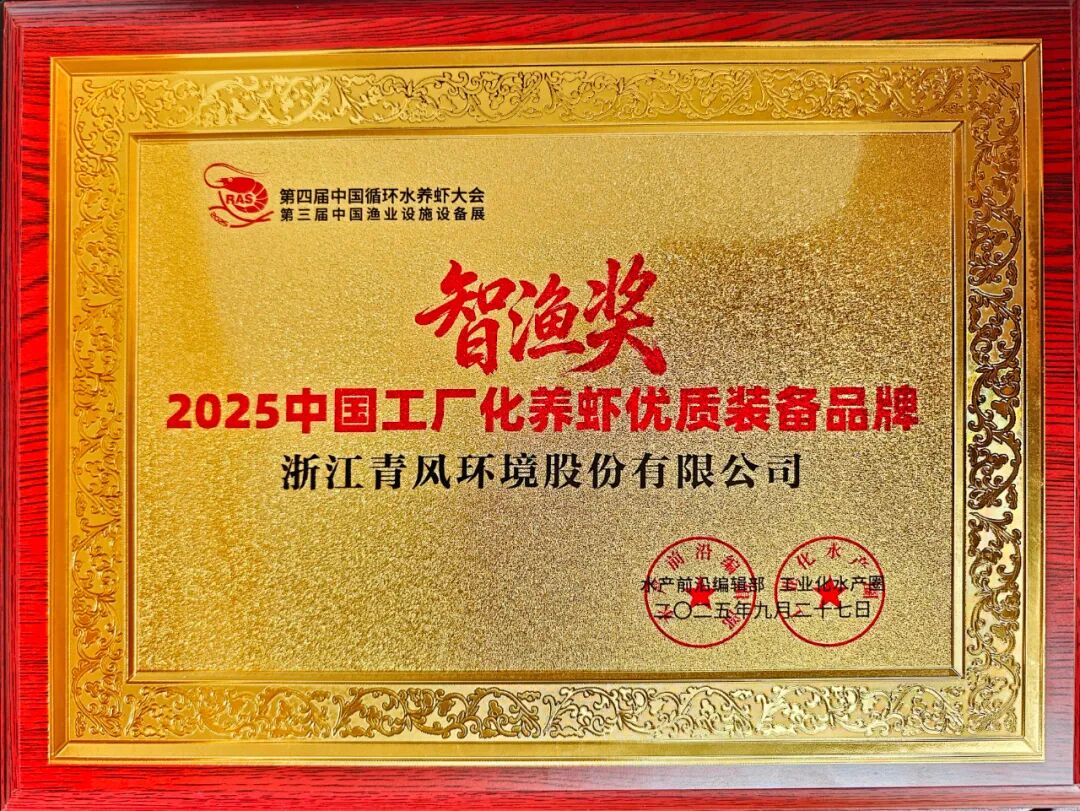 RAS
2025
第四届中国循环水养虾大会
第三届中国渔业设施设备展
智渔奖
2025中国工厂化养虾优质装备品牌
浙江青风环境股份有限公司
水产前沿编辑部 工业化水产圈
二〇二五年九月二十七日